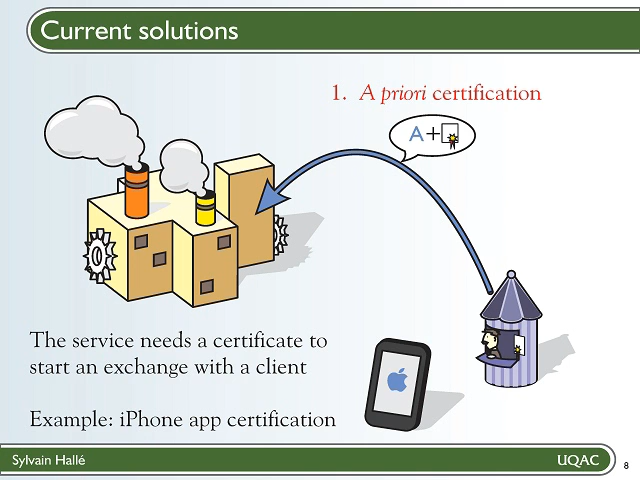 Current solutions
1. A priori certification
A+
The service needs a certificate to
start an exchange with a client
Example: iPhone app certification
Sylvain Hallé
UQAC
8